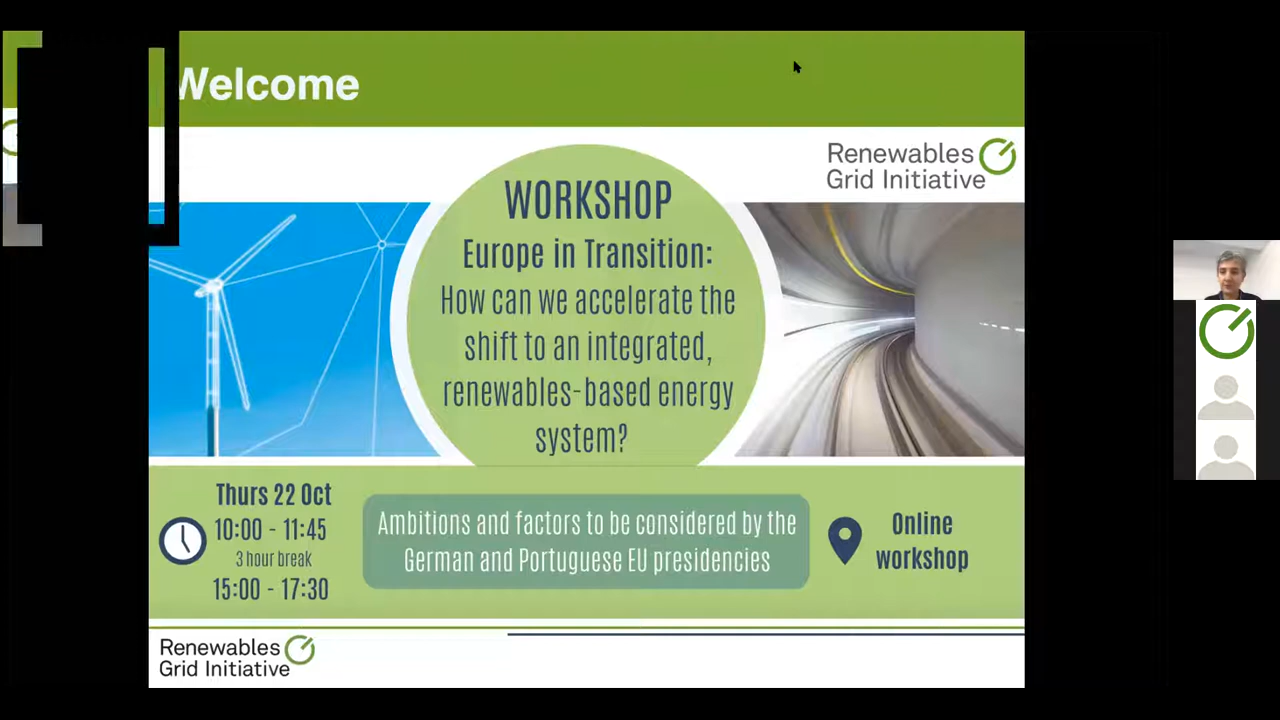 Welcome
Renewables
Grid Initiative
WORKSHOP
Europe in Transition:
How can we accelerate the
shift to an integrated,
renewables-based energy
system?
Thurs 22 Oct
10:00 - 11:45
3 hour break
15:00 - 17:30
Ambitions and factors to be considered by the
German and Portuguese EU presidencies
Online
workshop
Renewables
Grid Initiative